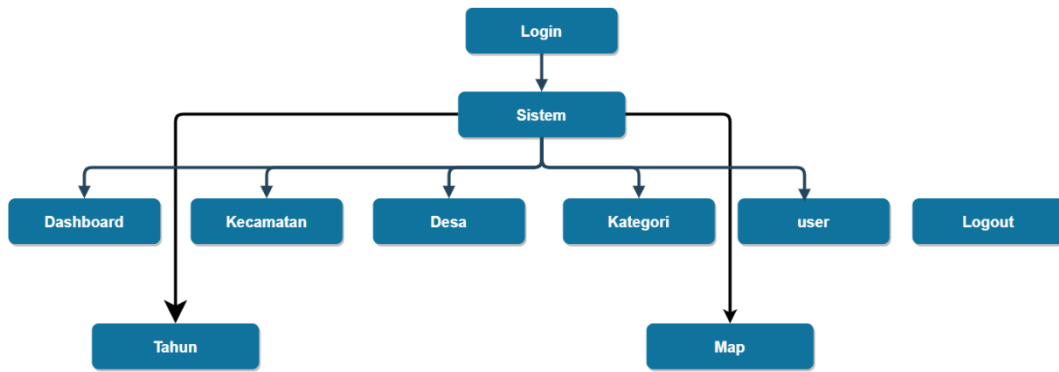 Login
Sistem
Dashboard
Kecamatan
Desa
Kategori
user
Logout
Tahun
Map